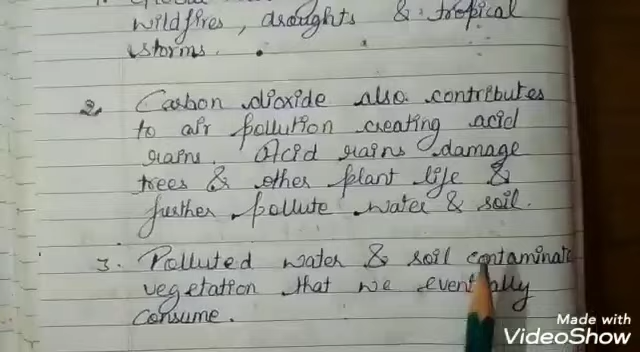 wildfires, droughts & tropical
storms.
2. Carbon dioxide also contributes
to air pollution creating acid
rains. Acid rains damage
trees & other plant life &
further pollute water & soil.
3. Polluted water & soil contaminate
vegetation that we eventually
consume.
Made with
VideoShow